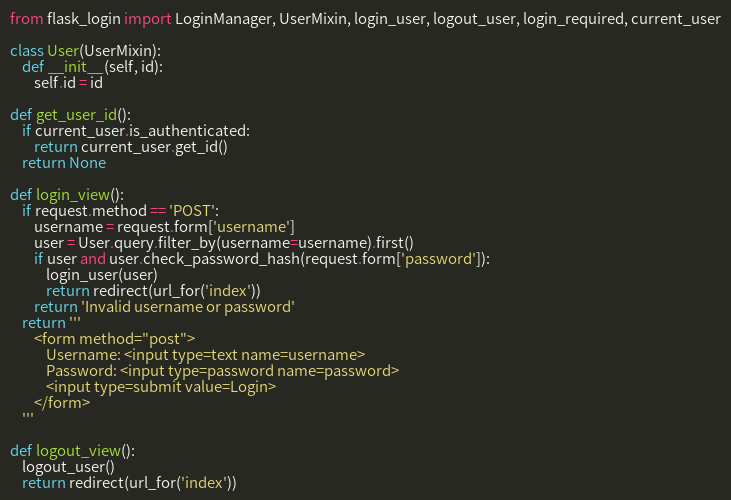 from flask_login import LoginManager, UserMixin, login_user, logout_user, login_required, current_user

class User(UserMixin):
    def __init__(self, id):
        self.id = id

def get_user_id():
    if current_user.is_authenticated:
        return current_user.get_id()
    return None

def login_view():
    if request.method == 'POST':
        username = request.form['username']
        user = User.query.filter_by(username=username).first()
        if user and user.check_password_hash(request.form['password']):
            login_user(user)
            return redirect(url_for('index'))
        return 'Invalid username or password'
    return '''
        <form method="post">
            Username: <input type=text name=username>
            Password: <input type=password name=password>
            <input type=submit value=Login>
        </form>
    '''

def logout_view():
    logout_user()
    return redirect(url_for('index'))